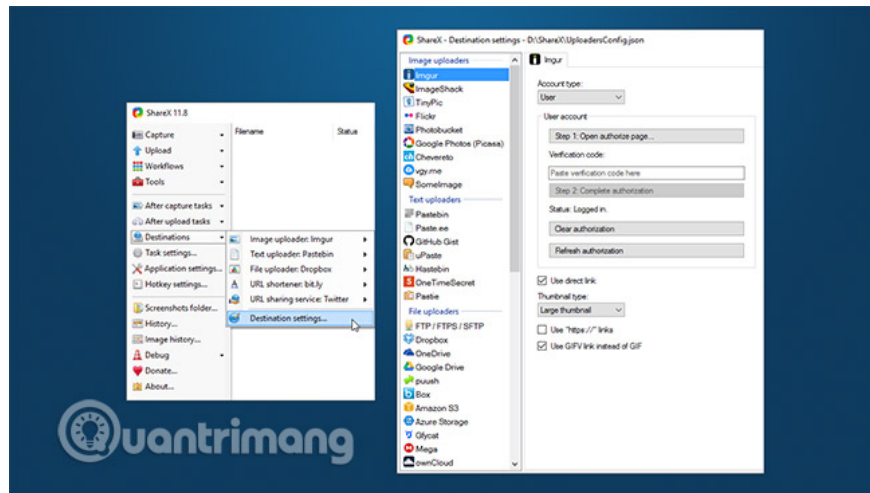 ShareX 11.8
Capture
Upload
Workflows
Tools
After capture tasks
After upload tasks
Destinations
Task settings...
Application settings...
Hotkey settings...
Screenshots folder...
History...
Image history...
Debug
Donate...
About...
Filename Status
Image uploader: Imgur
Text uploader: Pastebin
File uploader: Dropbox
URL shortener: bit.ly
URL sharing service: Twitter
Destination settings...
ShareX - Destination settings - D:\ShareX\UploadersConfig.json
Image uploaders
Imgur
ImageShack
TinyPic
Flickr
Photobucket
Google Photos (Picasa)
Chevereto
vgy.me
SomeImage
Text uploaders
Pastebin
Paste.ee
GitHub Gist
uPaste
Hastebin
OneTimeSecret
Pastie
File uploaders
FTP / FTPS / SFTP
Dropbox
OneDrive
Google Drive
puush
Box
Amazon S3
Azure Storage
Gfycat
Mega
ownCloud
Imgur
Account type:
User
User account
Step 1: Open authorize page...
Verification code:
Paste verification code here
Step 2: Complete authorization
Status: Logged in.
Clear authorization
Refresh authorization
Use direct link
Thumbnail type:
Large thumbnail
Use "https://" links
Use GIFV link instead of GIF
Quantrimang